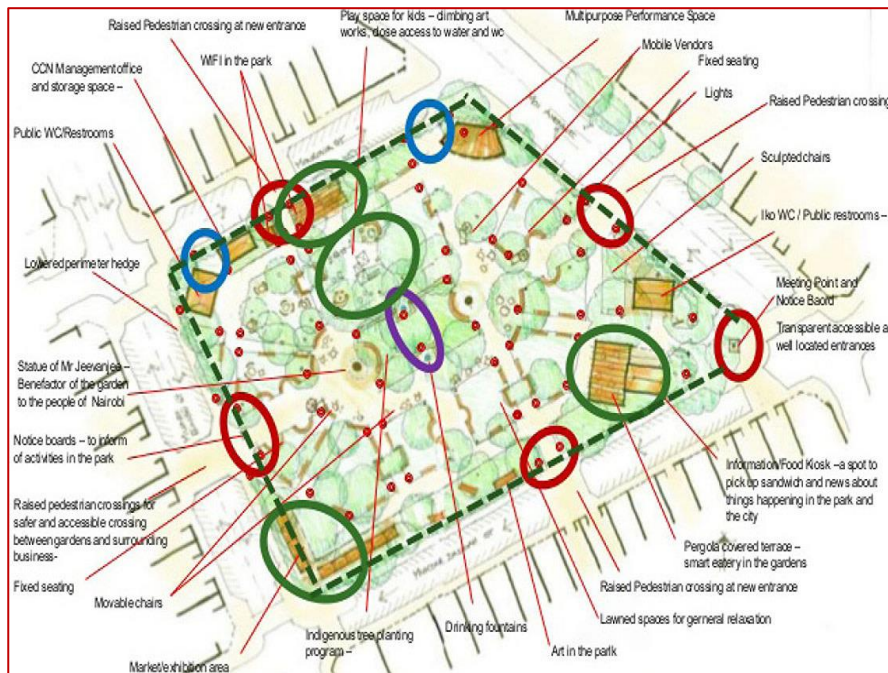 Raised Pedestrian crossing at new entrance
Play space for kids – climbing art
works, close access to water and wc
Multipurpose Performance Space
Mobile Vendors
WIFI in the park
Fixed seating
CCN Management office
and storage space –
Lights
Raised Pedestrian crossing
Public WC/Restrooms
Sculpted chairs
Iko WC / Public restrooms –
Lowered perimeter hedge
Meeting Point and
Notice Baord
Transparent accessible a
well located entrances
Statue of Mr Jeevanjee –
Benefactor of the garden
to the people of Nairobi
Notice boards – to inform
of activities in the park
Information/Food Kiosk –a spot to
pick up sandwich and news about
things happening in the park and
the city
Raised pedestrian crossings for
safer and accessible crossing
between gardens and surrounding
business-
Pergola covered terrace –
smart eatery in the gardens
Fixed seating
Raised Pedestrian crossing at new entrance
Movable chairs
Lawned spaces for gerneral relaxation
Indigenous tree planting
program –
Drinking fountains
Art in the park
Market/exhibition area